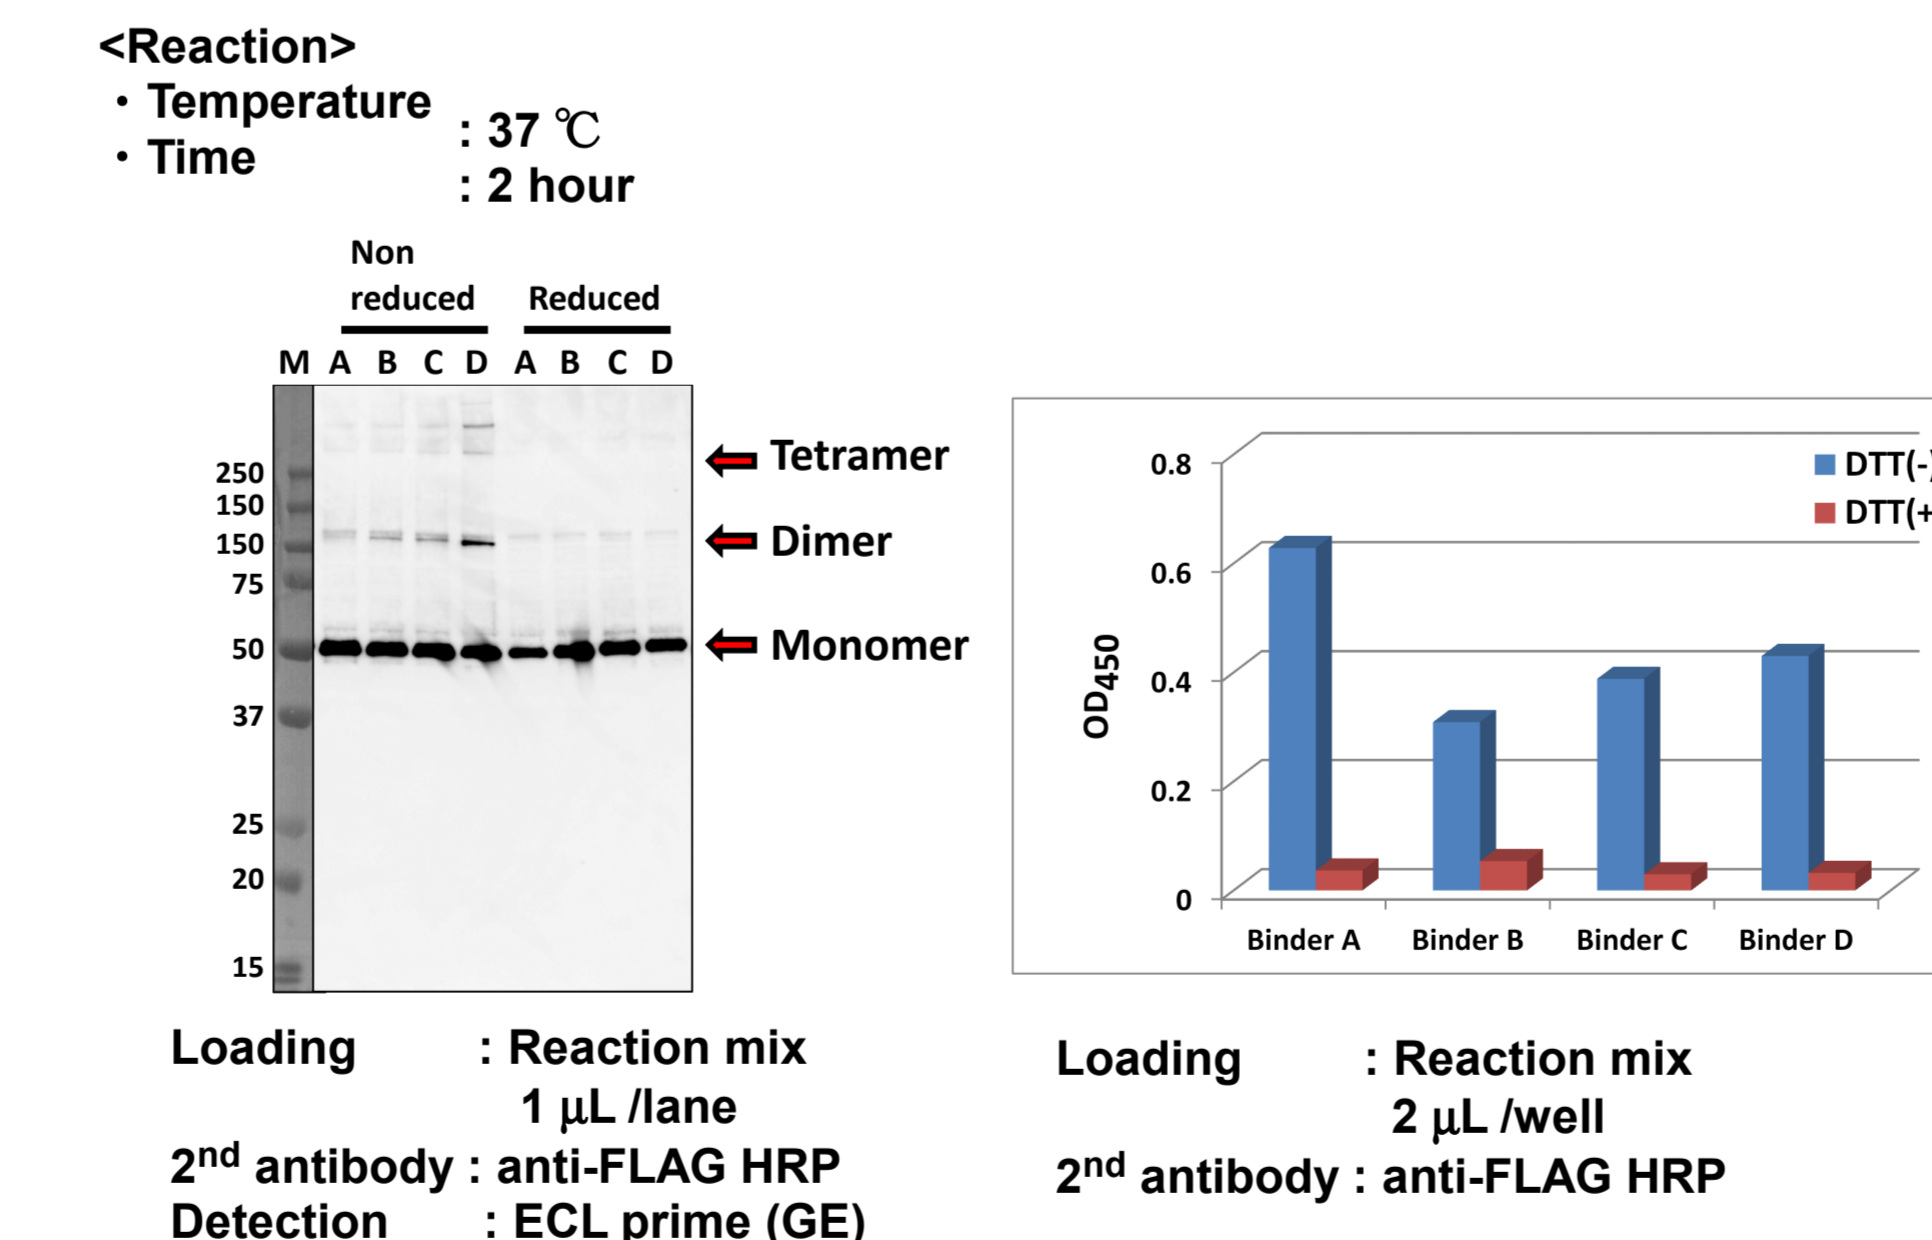 <Reaction>
・Temperature : 37 ℃
・Time : 2 hour
Non
reduced
Reduced
M A B C D A B C D
250
150
150
75
50
37
25
20
15
Tetramer
Dimer
Monomer
Loading : Reaction mix
1 μL /lane
2nd antibody : anti-FLAG HRP
Detection : ECL prime (GE)
OD450
0.8
0.6
0.4
0.2
0
DTT(-)
DTT(+
Binder A Binder B Binder C Binder D
Loading : Reaction mix
2 μL /well
2nd antibody : anti-FLAG HRP